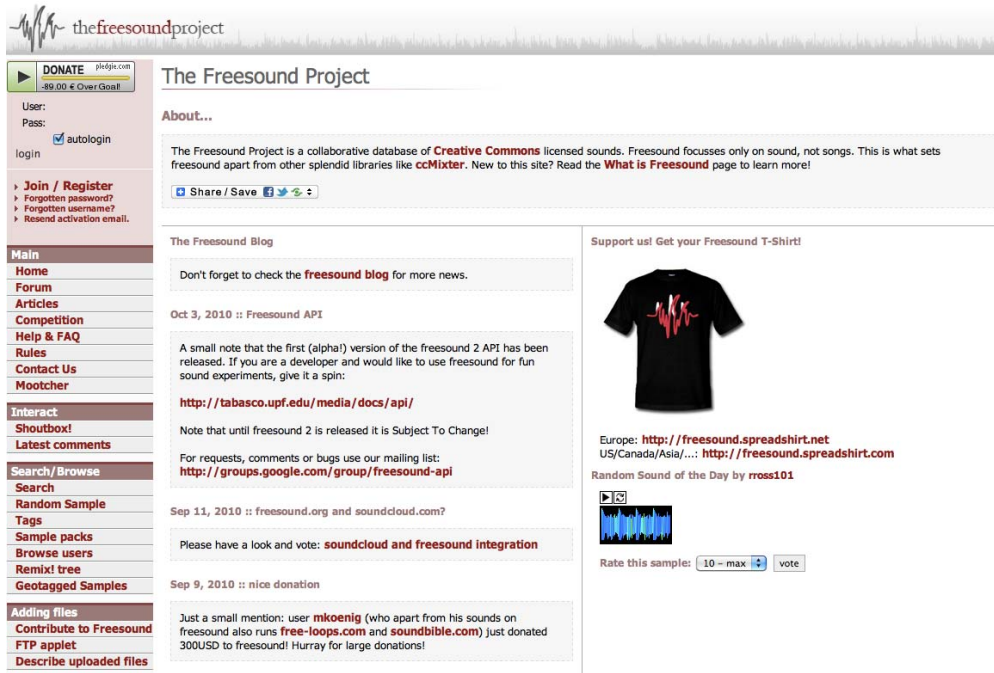 thefreesoundproject
DONATE pledgie.com
-89.00 € Over Goal!
User:
Pass:
autologin
login
Join / Register
Forgotten password?
Forgotten username?
Resend activation email.
Main
Home
Forum
Articles
Competition
Help & FAQ
Rules
Contact Us
Mootcher
Interact
Shoutbox!
Latest comments
Search/Browse
Search
Random Sample
Tags
Sample packs
Browse users
Remix! tree
Geotagged Samples
Adding files
Contribute to Freesound
FTP applet
Describe uploaded files
The Freesound Project
About...
The Freesound Project is a collaborative database of Creative Commons licensed sounds. Freesound focusses only on sound, not songs. This is what sets
freesound apart from other splendid libraries like ccMixter. New to this site? Read the What is Freesound page to learn more!
Share / Save
The Freesound Blog
Don't forget to check the freesound blog for more news.
Oct 3, 2010 :: Freesound API
A small note that the first (alpha!) version of the freesound 2 API has been
released. If you are a developer and would like to use freesound for fun
sound experiments, give it a spin:
http://tabasco.upf.edu/media/docs/api/
Note that until freesound 2 is released it is Subject To Change!
For requests, comments or bugs use our mailing list:
http://groups.google.com/group/freesound-api
Sep 11, 2010 :: freesound.org and soundcloud.com?
Please have a look and vote: soundcloud and freesound integration
Sep 9, 2010 :: nice donation
Just a small mention: user mkoenig (who apart from his sounds on
freesound also runs free-loops.com and soundbible.com) just donated
300USD to freesound! Hurray for large donations!
Support us! Get your Freesound T-Shirt!
Europe: http://freesound.spreadshirt.net
US/Canada/Asia/...: http://freesound.spreadshirt.com
Random Sound of the Day by rross101
Rate this sample: 10 – max vote